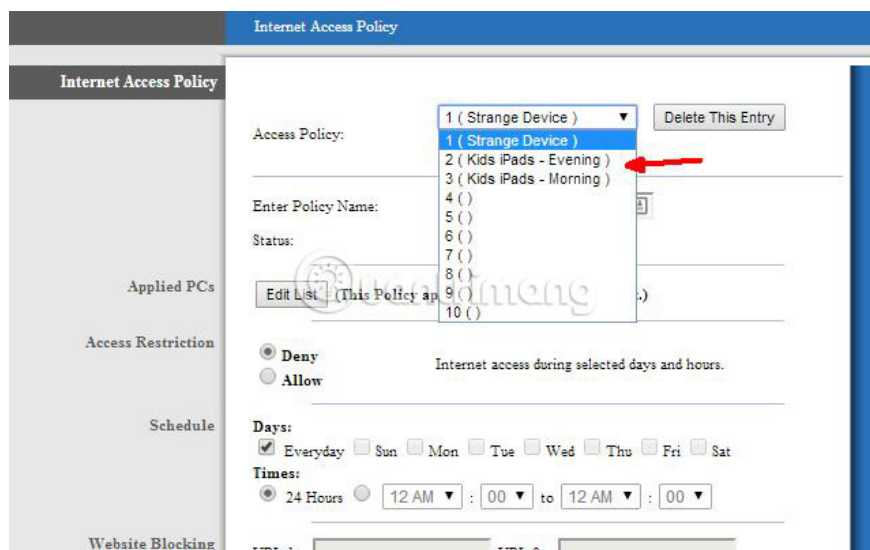 Internet Access Policy
Internet Access Policy
Access Policy:
1 ( Strange Device )
Delete This Entry
1 ( Strange Device )
2 ( Kids iPads - Evening )
3 ( Kids iPads - Morning )
4 ( )
5 ( )
6 ( )
7 ( )
8 ( )
9 ( )
10 ( )
Enter Policy Name:
Status:
Applied PCs
Edit List (This Policy ap .)
Quantrimang
Access Restriction
Deny
Allow
Internet access during selected days and hours.
Schedule
Days:
Everyday Sun Mon Tue Wed Thu Fri Sat
Times:
24 Hours 12 AM : 00 to 12 AM : 00
Website Blocking